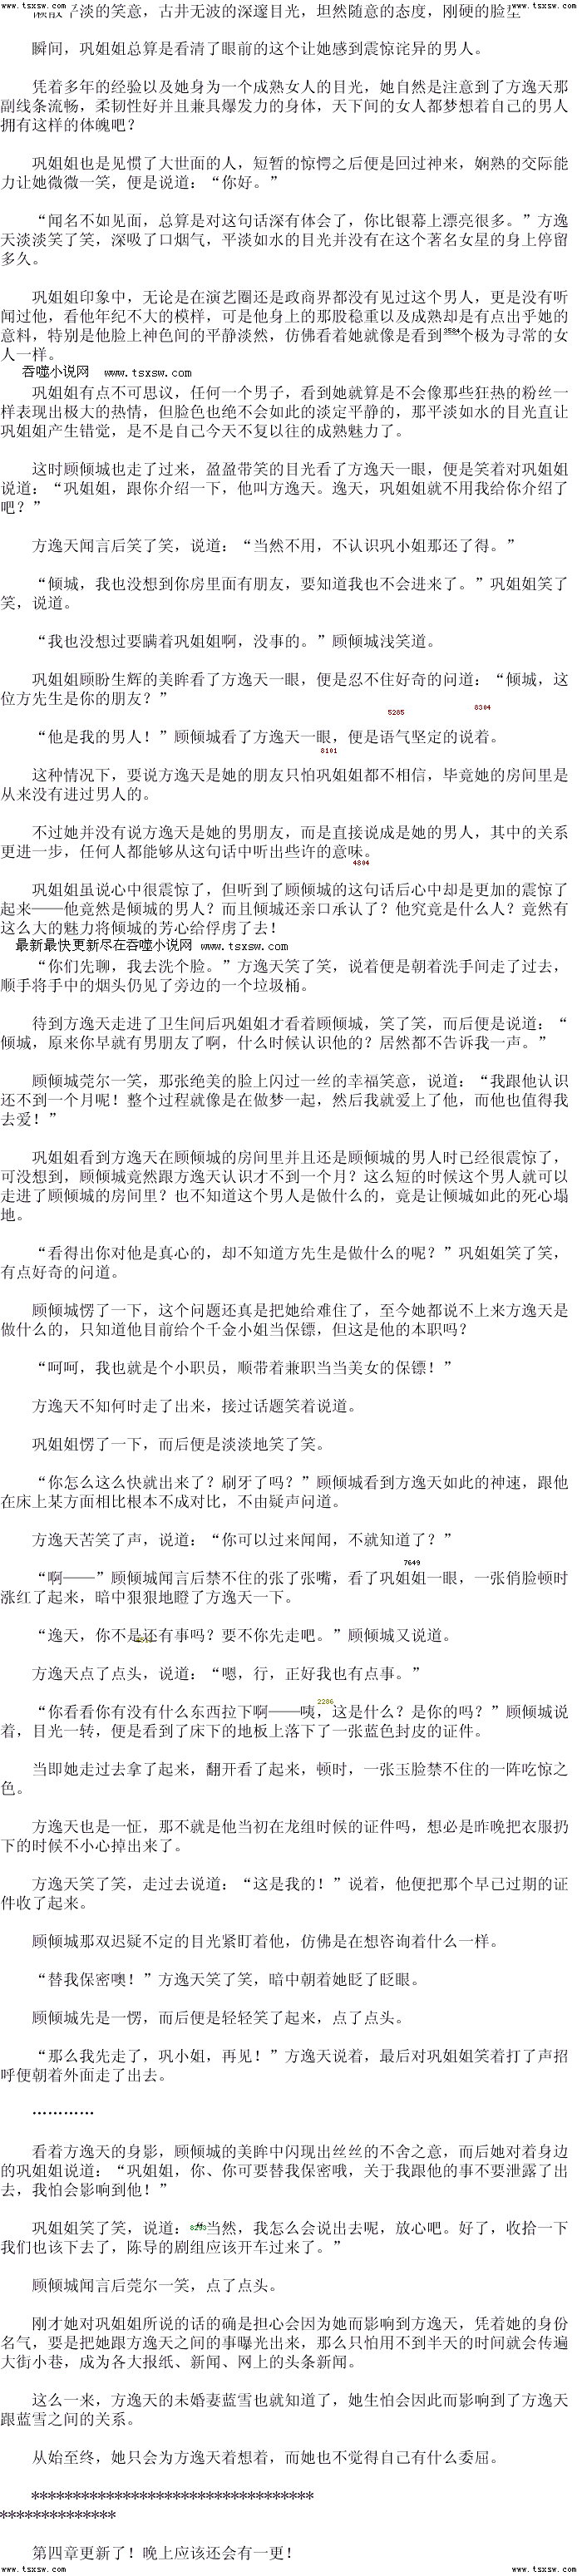 www.tsxsw.com www.tsxsw.com
淡的笑意，古井无波的深邃目光，坦然随意的态度，刚硬的脸型
瞬间，巩姐姐总算是看清了眼前的这个让她感到震惊诧异的男人。
凭着多年的经验以及她身为一个成熟女人的目光，她自然是注意到了方逸天那
副线条流畅，柔韧性好并且兼具爆发力的身体，天下间的女人都梦想着自己的男人
拥有这样的体魄吧？
巩姐姐也是见惯了大世面的人，短暂的惊愕之后便是回过神来，娴熟的交际能
力让她微微一笑，便是说道：“你好。”
“闻名不如见面，总算是对这句话深有体会了，你比银幕上漂亮很多。”方逸
天淡淡笑了笑，深吸了口烟气，平淡如水的目光并没有在这个著名女星的身上停留
多久。
巩姐姐印象中，无论是在演艺圈还是政商界都没有见过这个男人，更是没有听
闻过他，看他年纪不大的模样，可是他身上的那股稳重以及成熟却是有点出乎她的
意料，特别是他脸上神色间的平静淡然，仿佛看着她就像是看到3584个极为寻常的女
人一样。
吞噬小说网 www.tsxsw.com
巩姐姐有点不可思议，任何一个男子，看到她就算是不会像那些狂热的粉丝一
样表现出极大的热情，但脸色也绝不会如此的淡定平静的，那平淡如水的目光直让
巩姐姐产生错觉，是不是自己今天不复以往的成熟魅力了。
这时顾倾城也走了过来，盈盈带笑的目光看了方逸天一眼，便是笑着对巩姐姐
说道：“巩姐姐，跟你介绍一下，他叫方逸天。逸天，巩姐姐就不用我给你介绍了
吧？”
方逸天闻言后笑了笑，说道：“当然不用，不认识巩小姐那还了得。”
“倾城，我也没想到你房里面有朋友，要知道我也不会进来了。”巩姐姐笑了
笑，说道。
“我也没想过要瞒着巩姐姐啊，没事的。”顾倾城浅笑道。
巩姐姐顾盼生辉的美眸看了方逸天一眼，便是忍不住好奇的问道：“倾城，这
位方先生是你的朋友？”
5285 8304
“他是我的男人！”顾倾城看了方逸天一眼，便是语气坚定的说着。
8101
这种情况下，要说方逸天是她的朋友只怕巩姐姐都不相信，毕竟她的房间里是
从来没有进过男人的。
不过她并没有说方逸天是她的男朋友，而是直接说成是她的男人，其中的关系
更进一步，任何人都能够从这句话中听出些许的意味。
4804
巩姐姐虽说心中很震惊了，但听到了顾倾城的这句话后心中却是更加的震惊了
起来——他竟然是倾城的男人？而且倾城还亲口承认了？他究竟是什么人？竟然有
这么大的魅力将倾城的芳心给俘虏了去！
最新最快更新尽在吞噬小说网 www.tsxsw.com
“你们先聊，我去洗个脸。”方逸天笑了笑，说着便是朝着洗手间走了过去，
顺手将手中的烟头仍见了旁边的一个垃圾桶。
待到方逸天走进了卫生间后巩姐姐才看着顾倾城，笑了笑，而后便是说道：“
倾城，原来你早就有男朋友了啊，什么时候认识他的？居然都不告诉我一声。”
顾倾城莞尔一笑，那张绝美的脸上闪过一丝的幸福笑意，说道：“我跟他认识
还不到一个月呢！整个过程就像是在做梦一起，然后我就爱上了他，而他也值得我
去爱！”
巩姐姐看到方逸天在顾倾城的房间里并且还是顾倾城的男人时已经很震惊了，
可没想到，顾倾城竟然跟方逸天认识才不到一个月？这么短的时候这个男人就可以
走进了顾倾城的房间里？也不知道这个男人是做什么的，竟是让倾城如此的死心塌
地。
“看得出你对他是真心的，却不知道方先生是做什么的呢？”巩姐姐笑了笑，
有点好奇的问道。
顾倾城愣了一下，这个问题还真是把她给难住了，至今她都说不上来方逸天是
做什么的，只知道他目前给个千金小姐当保镖，但这是他的本职吗？
“呵呵，我也就是个小职员，顺带着兼职当当美女的保镖！”
方逸天不知何时走了出来，接过话题笑着说道。
巩姐姐愣了一下，而后便是淡淡地笑了笑。
“你怎么这么快就出来了？刷牙了吗？”顾倾城看到方逸天如此的神速，跟他
在床上某方面相比根本不成对比，不由疑声问道。
方逸天苦笑了声，说道：“你可以过来闻闻，不就知道了？”
7649
“啊——”顾倾城闻言后禁不住的张了张嘴，看了巩姐姐一眼，一张俏脸顿时
涨红了起来，暗中狠狠地瞪了方逸天一下。
“逸天，你不是还有事吗？要不你先走吧。”顾倾城又说道。
方逸天点了点头，说道：“嗯，行，正好我也有点事。”
2286
“你看看你有没有什么东西拉下啊——咦，这是什么？是你的吗？”顾倾城说
着，目光一转，便是看到了床下的地板上落下了一张蓝色封皮的证件。
当即她走过去拿了起来，翻开看了起来，顿时，一张玉脸禁不住的一阵吃惊之
色。
方逸天也是一怔，那不就是他当初在龙组时候的证件吗，想必是昨晚把衣服扔
下的时候不小心掉出来了。
方逸天笑了笑，走过去说道：“这是我的！”说着，他便把那个早已过期的证
件收了起来。
顾倾城那双迟疑不定的目光紧盯着他，仿佛是在想咨询着什么一样。
“替我保密噢！”方逸天笑了笑，暗中朝着她眨了眨眼。
顾倾城先是一愣，而后便是轻轻笑了起来，点了点头。
“那么我先走了，巩小姐，再见！”方逸天说着，最后对巩姐姐笑着打了声招
呼便朝着外面走了出去。
…………
看着方逸天的身影，顾倾城的美眸中闪现出丝丝的不舍之意，而后她对着身边
的巩姐姐说道：“巩姐姐，你、你可要替我保密哦，关于我跟他的事不要泄露了出
去，我怕会影响到他！”
巩姐姐笑了笑，说道：“当然，我怎么会说出去呢，放心吧。好了，收拾一下
我们也该下去了，陈导的剧组应该开车过来了。”
顾倾城闻言后莞尔一笑，点了点头。
刚才她对巩姐姐所说的话的确是担心会因为她而影响到方逸天，凭着她的身份
名气，要是把她跟方逸天之间的事曝光出来，那么只怕用不到半天的时间就会传遍
大街小巷，成为各大报纸、新闻、网上的头条新闻。
这么一来，方逸天的未婚妻蓝雪也就知道了，她生怕会因此而影响到了方逸天
跟蓝雪之间的关系。
从始至终，她只会为方逸天着想着，而她也不觉得自己有什么委屈。
**********************************
**************
第四章更新了！晚上应该还会有一更！
www.tsxsw.com www.tsxsw.com